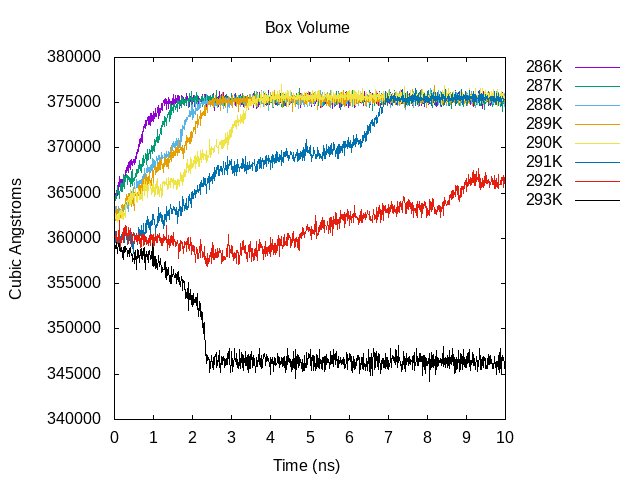 Box Volume
380000
375000
370000
365000
360000
355000
350000
345000
340000
Cubic Angstroms
0 1 2 3 4 5 6 7 8 9 10
Time (ns)
286K
287K
288K
289K
290K
291K
292K
293K